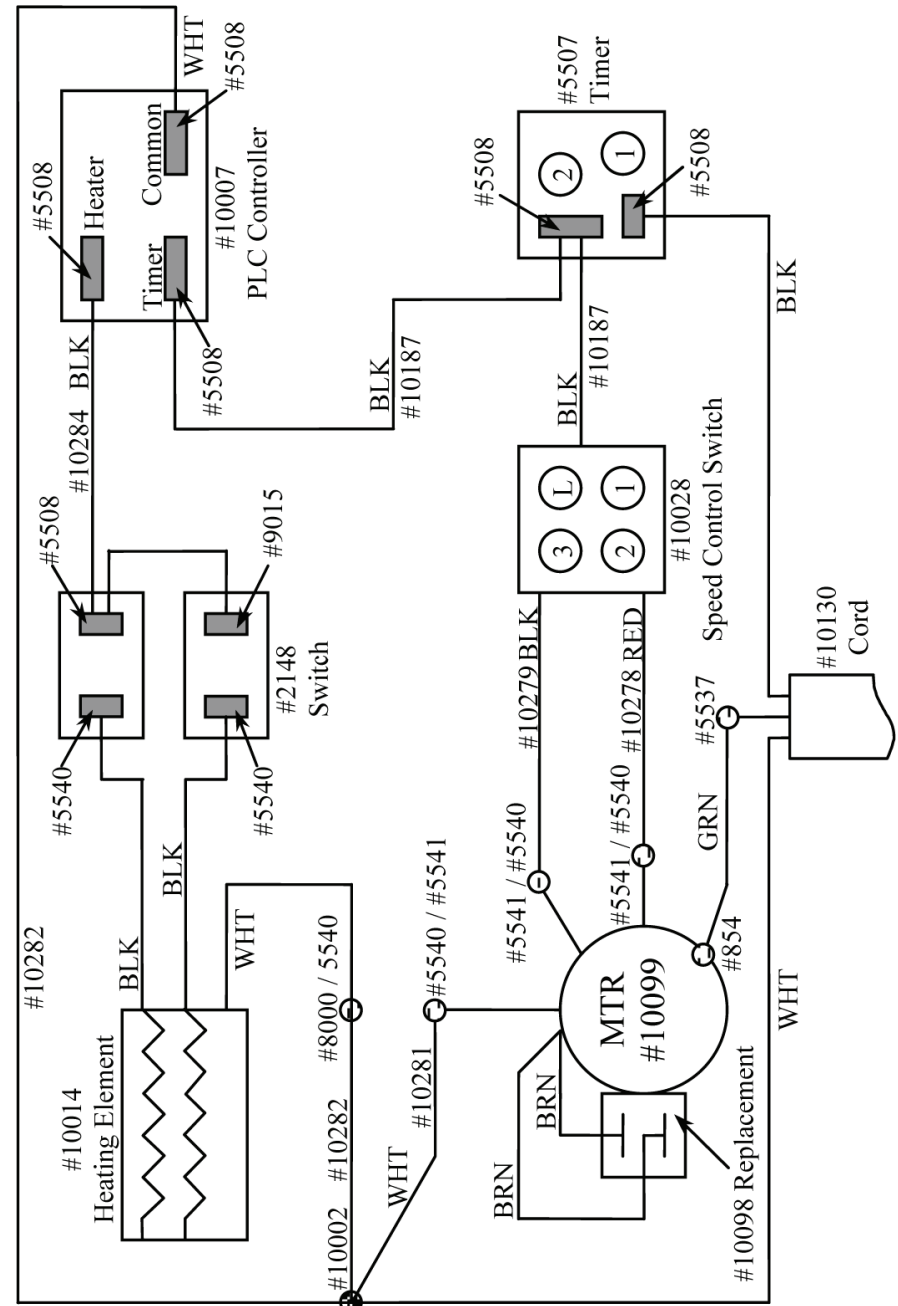 #10282
WHT
#5508
#5508
Heater
Common
Timer
#10007
PLC Controller
#5508
#10284 BLK
BLK
#10187
#5507
Timer
#5508
2
1
#5508
BLK
#10187
BLK
#5508
#9015
#2148
Switch
#5540
#5540
3
L
2
1
#10028
Speed Control Switch
#10279 BLK
#10278 RED
#10130
Cord
#5537
GRN
#854
#5541 / #5540
#5541 / #5540
#5540 / #5541
#10281
WHT
BLK
BLK
WHT
#10014
Heating Element
#8000 / 5540
#10282
#10002
MTR
#10099
BRN
BRN
#10098 Replacement
WHT